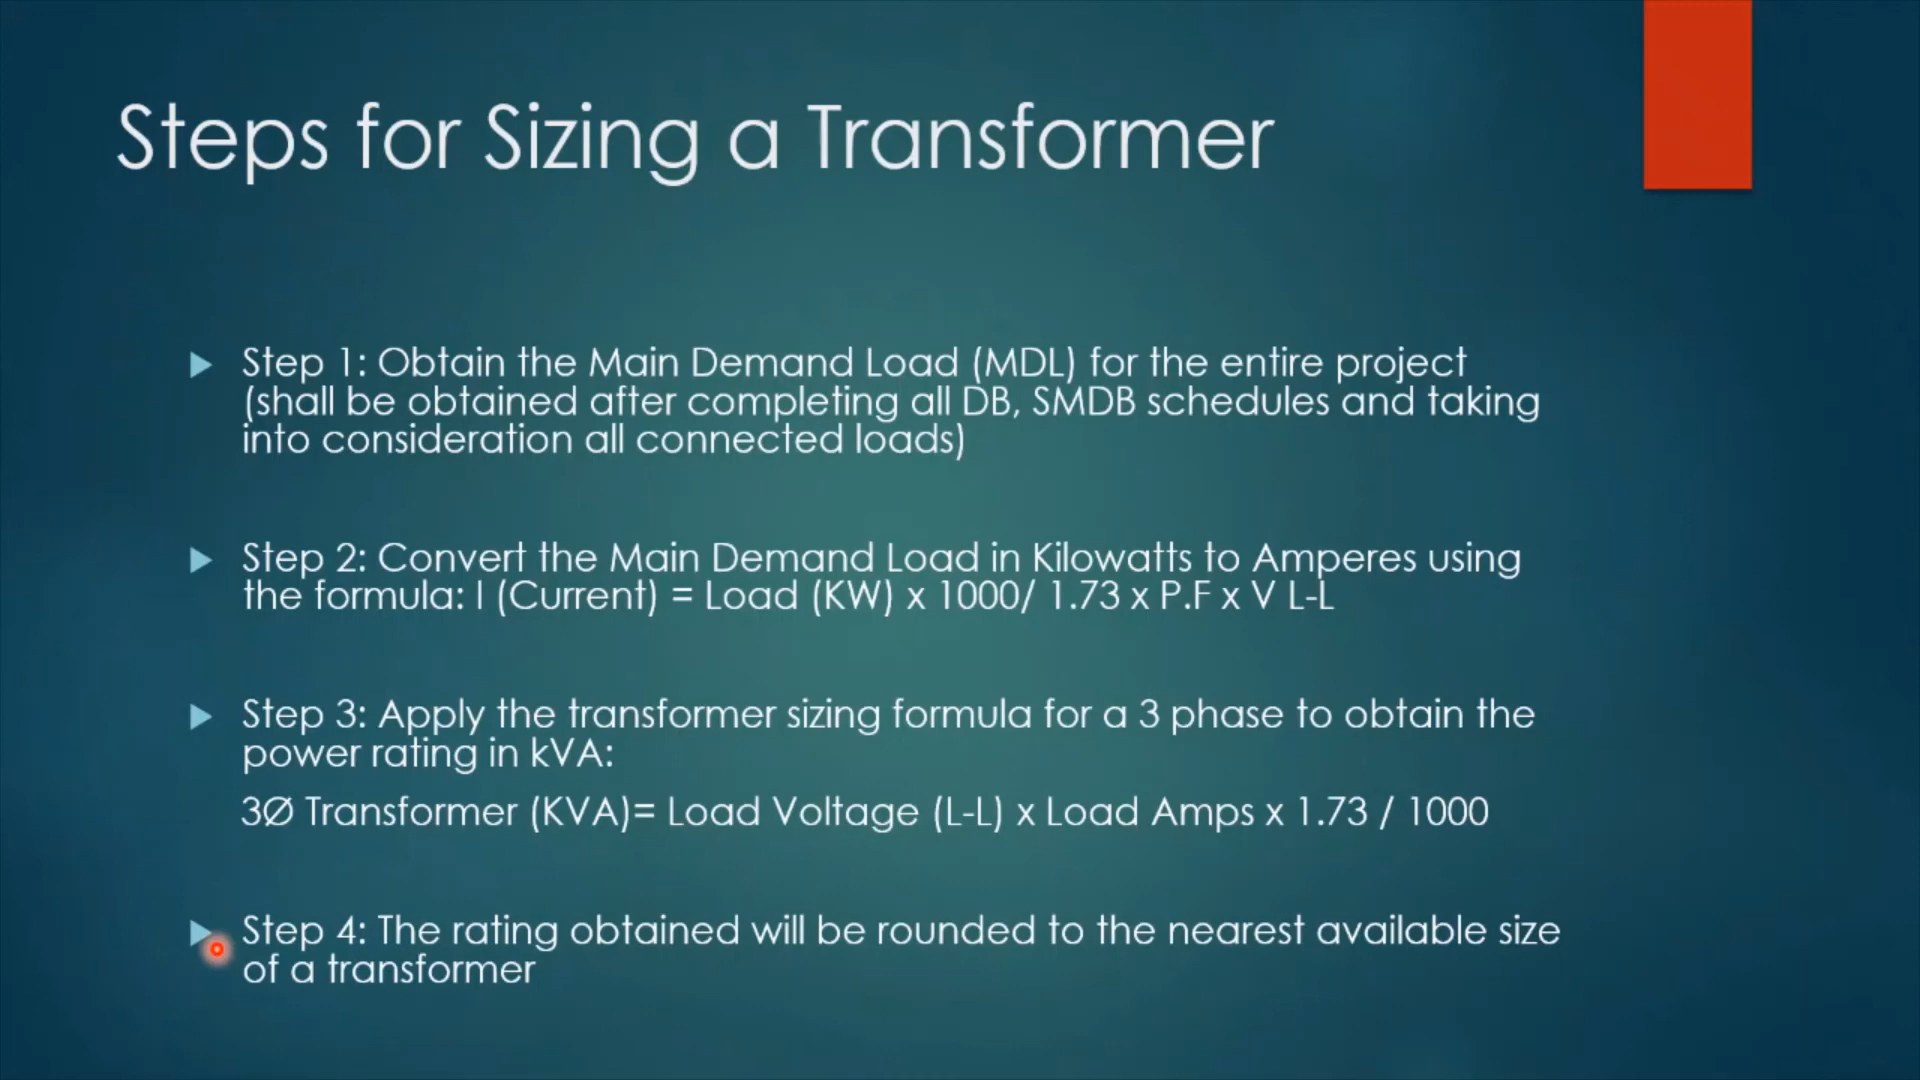 Steps for Sizing a Transformer
Step 1: Obtain the Main Demand Load (MDL) for the entire project
(shall be obtained after completing all DB, SMDB schedules and taking
into consideration all connected loads)
Step 2: Convert the Main Demand Load in Kilowatts to Amperes using
the formula: I (Current) = Load (KW) x 1000/ 1.73 x P.F x V L-L
Step 3: Apply the transformer sizing formula for a 3 phase to obtain the
power rating in kVA:
3Ø Transformer (KVA)= Load Voltage (L-L) x Load Amps x 1.73 / 1000
Step 4: The rating obtained will be rounded to the nearest available size
of a transformer